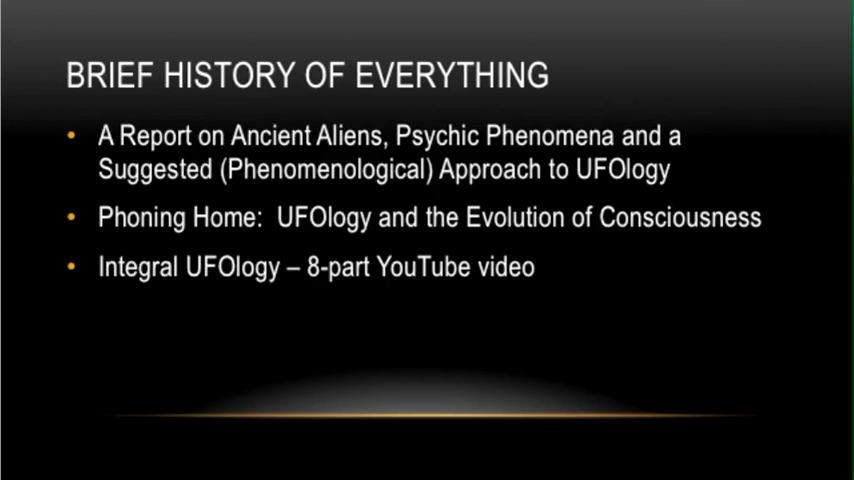 BRIEF HISTORY OF EVERYTHING
• A Report on Ancient Aliens, Psychic Phenomena and a
Suggested (Phenomenological) Approach to UFOlogy
• Phoning Home:  UFOlogy and the Evolution of Consciousness
• Integral UFOlogy – 8-part YouTube video